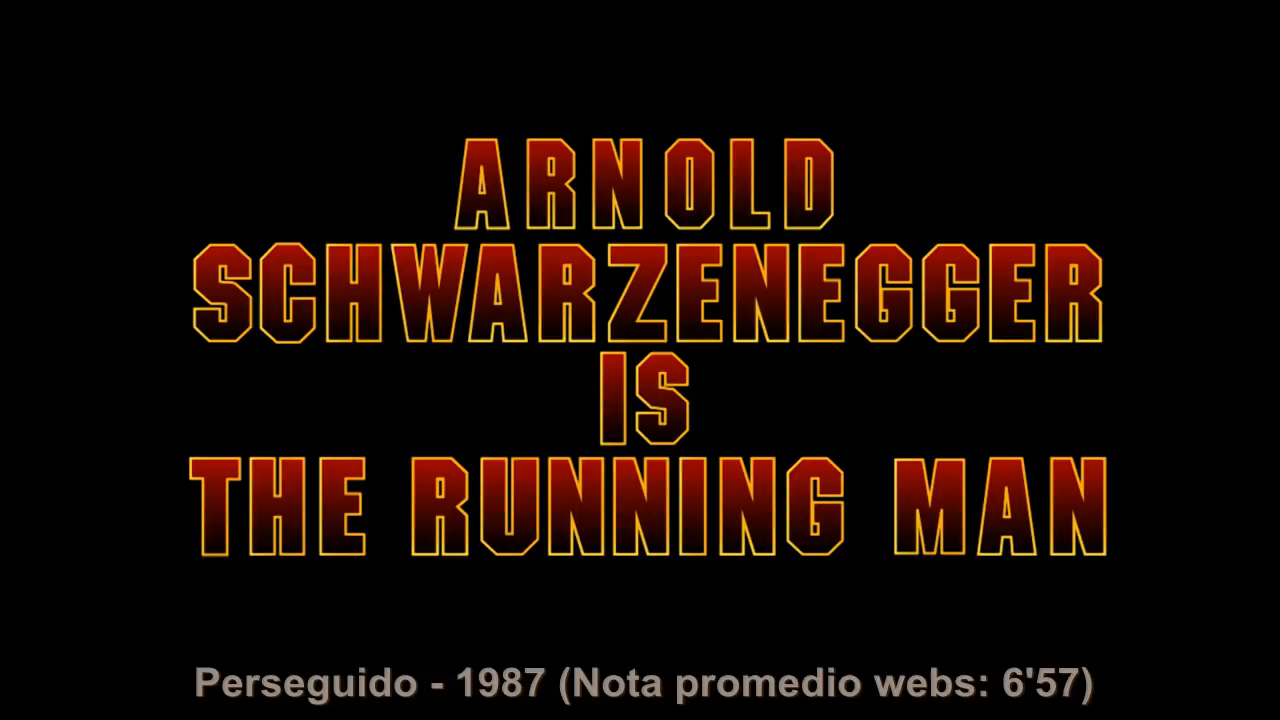 ARNOLD
SCHWARZENEGGER
IS
THE RUNNING MAN
Perseguido - 1987 (Nota promedio webs: 6'57)